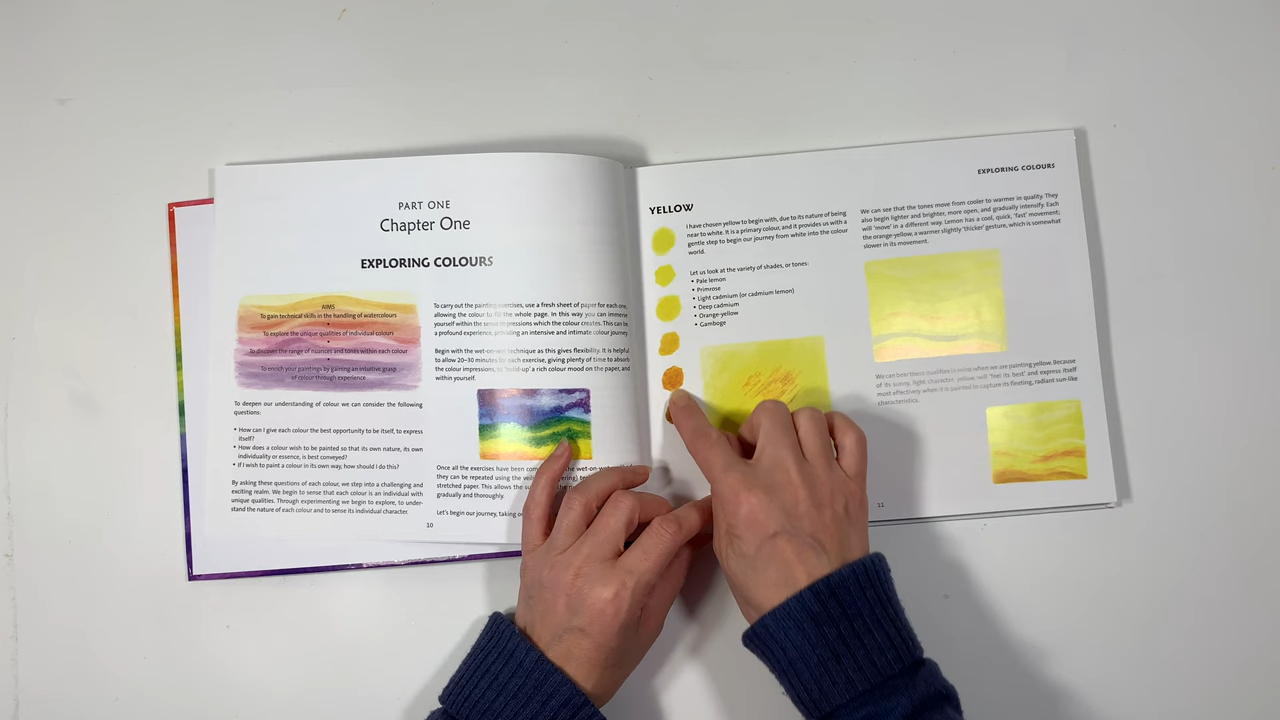 PART ONE
Chapter One
EXPLORING COLOURS
AIMS
To gain technical skills in the handling of watercolours
•
To explore the unique qualities of individual colours
•
To discover the range of nuances and tones within each colour
•
To enrich your paintings by gaining an intuitive grasp
of colour through experience
To deepen our understanding of colour we can consider the following
questions:
• How can I give each colour the best opportunity to be itself, to express
itself?
• How does a colour wish to be painted so that its own nature, its own
individuality or essence, is best conveyed?
• If I wish to paint a colour in its own way, how should I do this?
By asking these questions of each colour, we step into a challenging and
exciting realm. We begin to sense that each colour is an individual with
unique qualities. Through experimenting we begin to explore, to under-
stand the nature of each colour and to sense its individual character.
To carry out the painting exercises, use a fresh sheet of paper for each one,
allowing the colour to fill the whole page. In this way you can immerse
yourself within the sense impressions which the colour creates. This can be
a profound experience, providing an intensive and intimate colour journey.
Begin with the wet-on-wet technique as this gives flexibility. It is helpful
to allow 20–30 minutes for each exercise, giving plenty of time to absorb
the colour impressions, to 'build-up' a rich colour mood on the paper, and
within yourself.
Once all the exercises have been the wet-on-wet
they can be repeated using the
stretched paper. This allows the
gradually and thoroughly.
Let's begin our journey, taking
10
EXPLORING COLOURS
YELLOW
I have chosen yellow to begin with, due to its nature of being
near to white. It is a primary colour, and it provides us with a
gentle step to begin our journey from white into the colour
world.
Let us look at the variety of shades, or tones:
• Pale lemon
• Primrose
• Light cadmium (or cadmium lemon)
• Deep cadmium
• Orange-yellow
• Gamboge
We can see that the tones move from cooler to warmer in quality. They
also begin lighter and brighter, more open, and gradually intensify. Each
will 'move' in a different way. Lemon has a cool, quick, 'fast' movement;
the orange-yellow, a warmer slightly 'thicker' gesture, which is somewhat
slower in its movement.
We can bear these qualities in mind when we are painting yellow. Because
of its sunny, light character, yellow will 'feel its best' and express itself
most effectively when it is painted to capture its fleeting, radiant sun-like
characteristics.
11